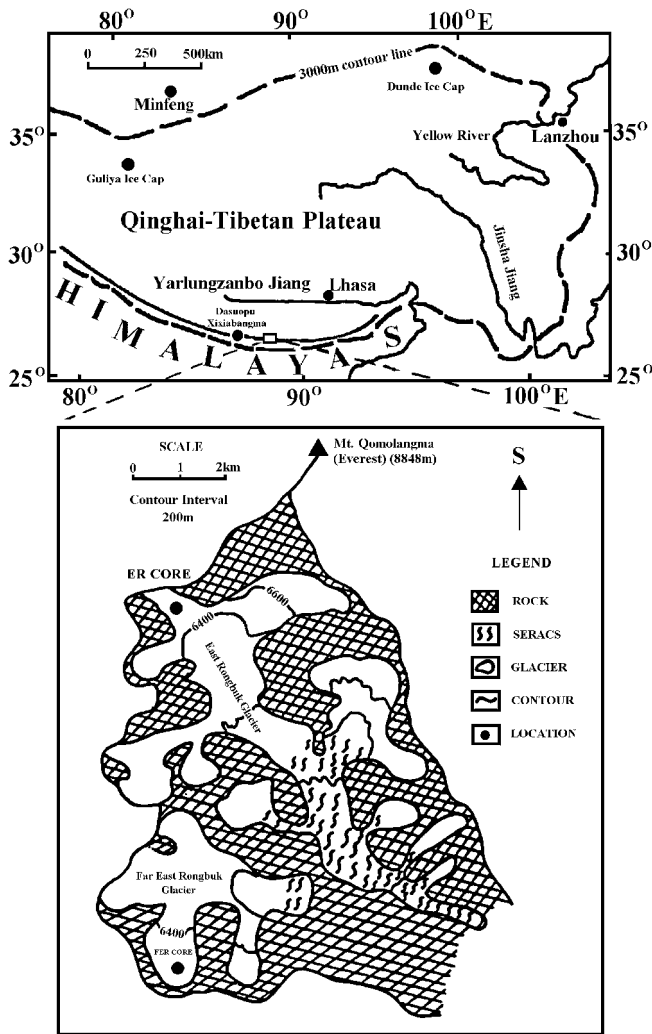 80° 90° 100°E
0 250 500km
3000m contour line
Minfeng
Dunde Ice Cap
35° 35°
Yellow River
Lanzhou
Guliya Ice Cap
Qinghai-Tibetan Plateau
Jinsha Jiang
30° 30°
Yarlungzanbo Jiang
Lhasa
Dasuopu
Xixiabangma
HIMALAYAS
25° 25°
80° 90° 100°E
SCALE
0 1 2km
Contour Interval
200m
Mt. Qomolangma
(Everest) (8848m)
S
ER CORE
6600
6400
East Rongbuk Glacier
LEGEND
ROCK
SERACS
GLACIER
CONTOUR
LOCATION
Far East Rongbuk
Glacier
6400
FER CORE